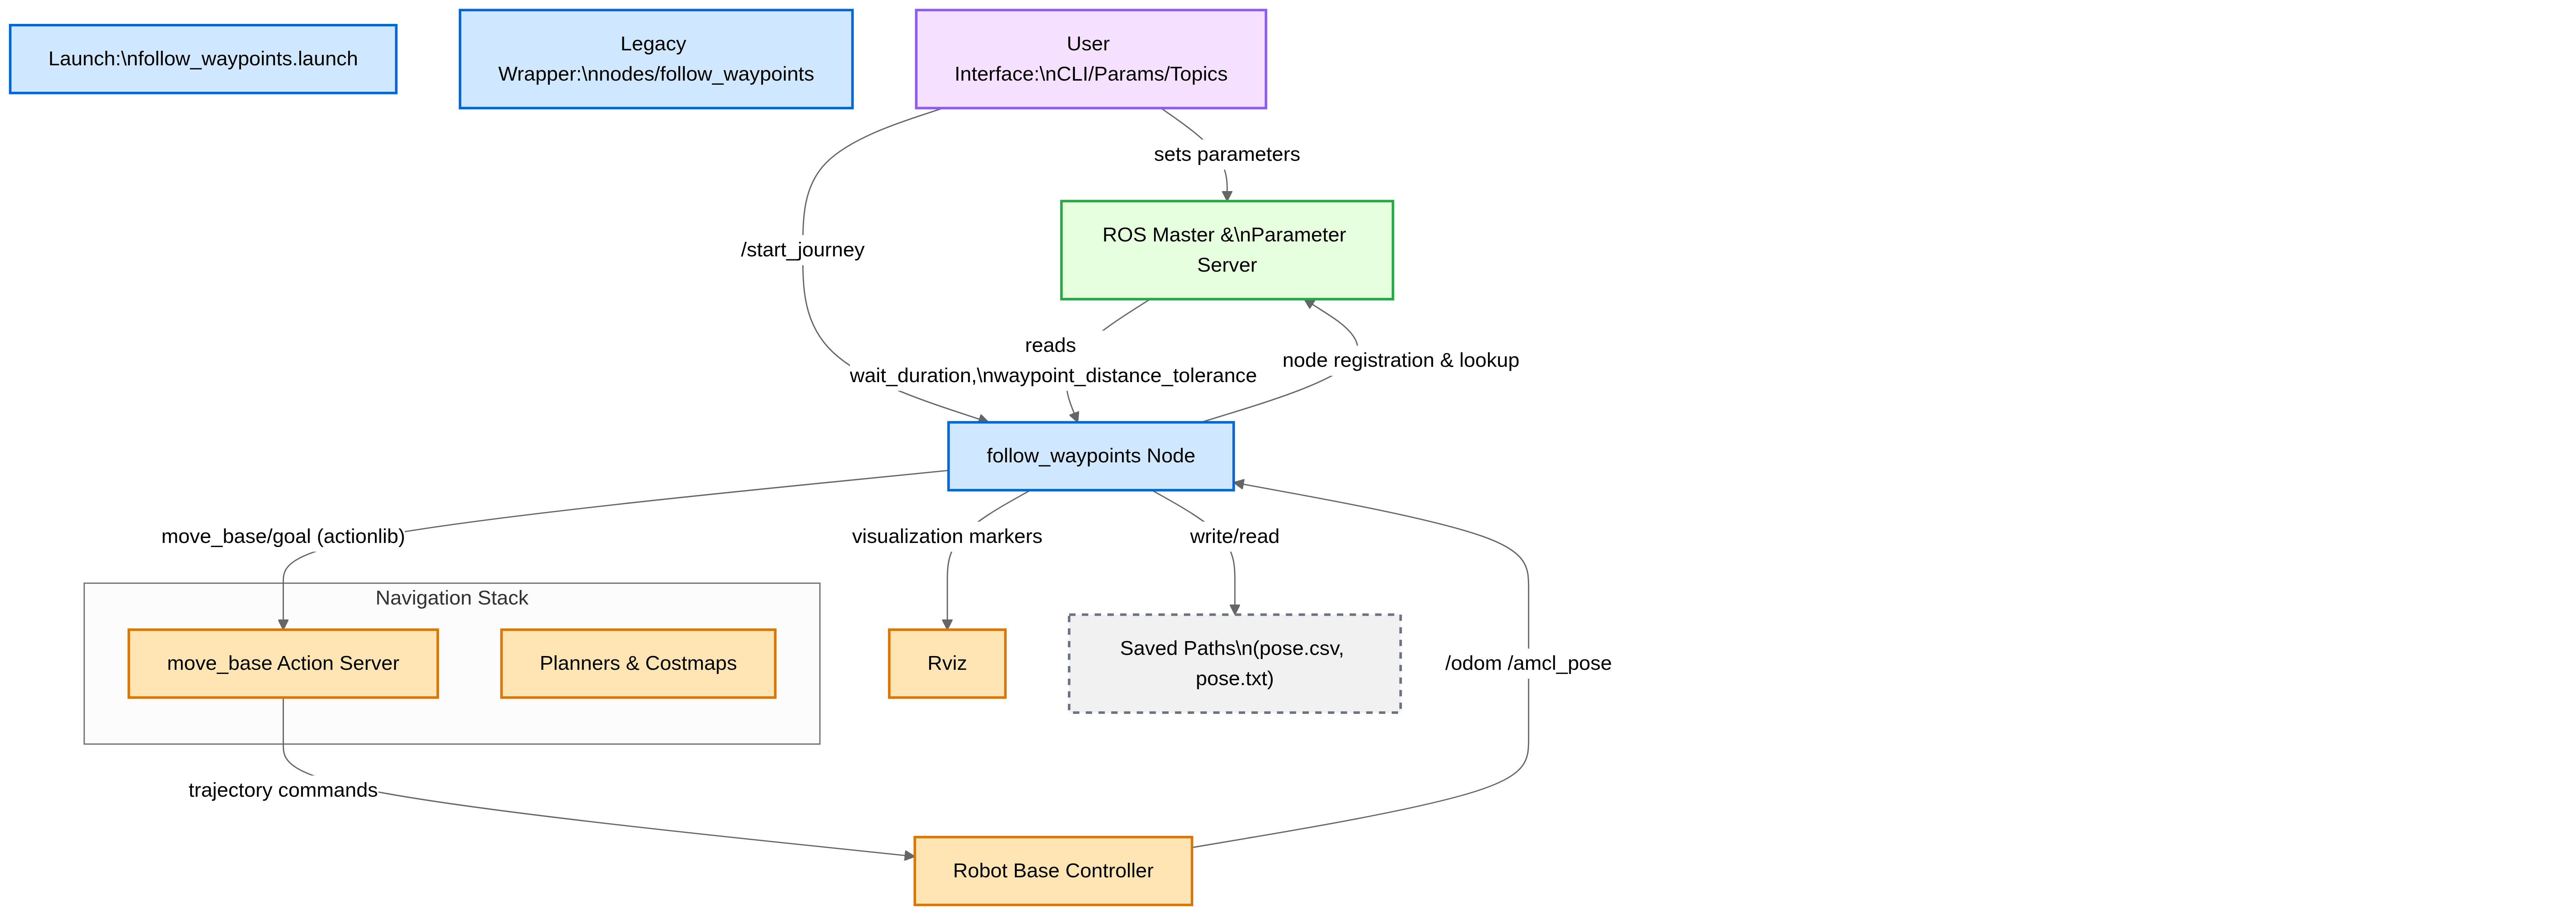 Launch:\nfollow_waypoints.launch
Legacy
Wrapper:\nnodes/follow_waypoints
User
Interface:\nCLI/Params/Topics
sets parameters
/start_journey
ROS Master &\nParameter
Server
reads
wait_duration,\nwaypoint_distance_tolerance
node registration & lookup
follow_waypoints Node
move_base/goal (actionlib)
visualization markers
write/read
Navigation Stack
move_base Action Server
Planners & Costmaps
Rviz
Saved Paths\n(pose.csv,
pose.txt)
/odom /amcl_pose
trajectory commands
Robot Base Controller